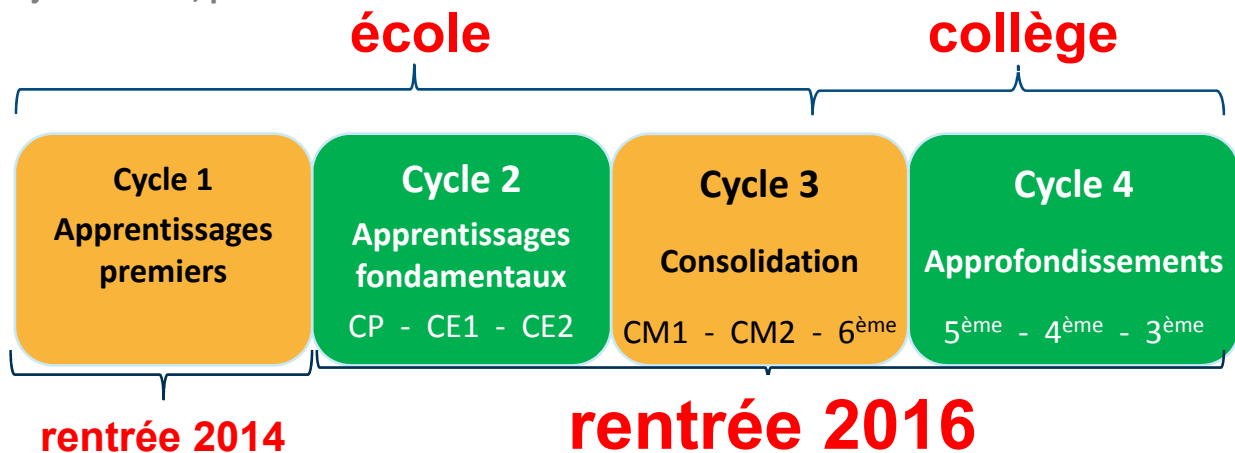 école
collège
Cycle 1
Apprentissages
premiers
Cycle 2
Apprentissages
fondamentaux
CP - CE1 - CE2
Cycle 3
Consolidation
CM1 - CM2 - 6ème
Cycle 4
Approfondissements
5ème - 4ème - 3ème
rentrée 2014
rentrée 2016